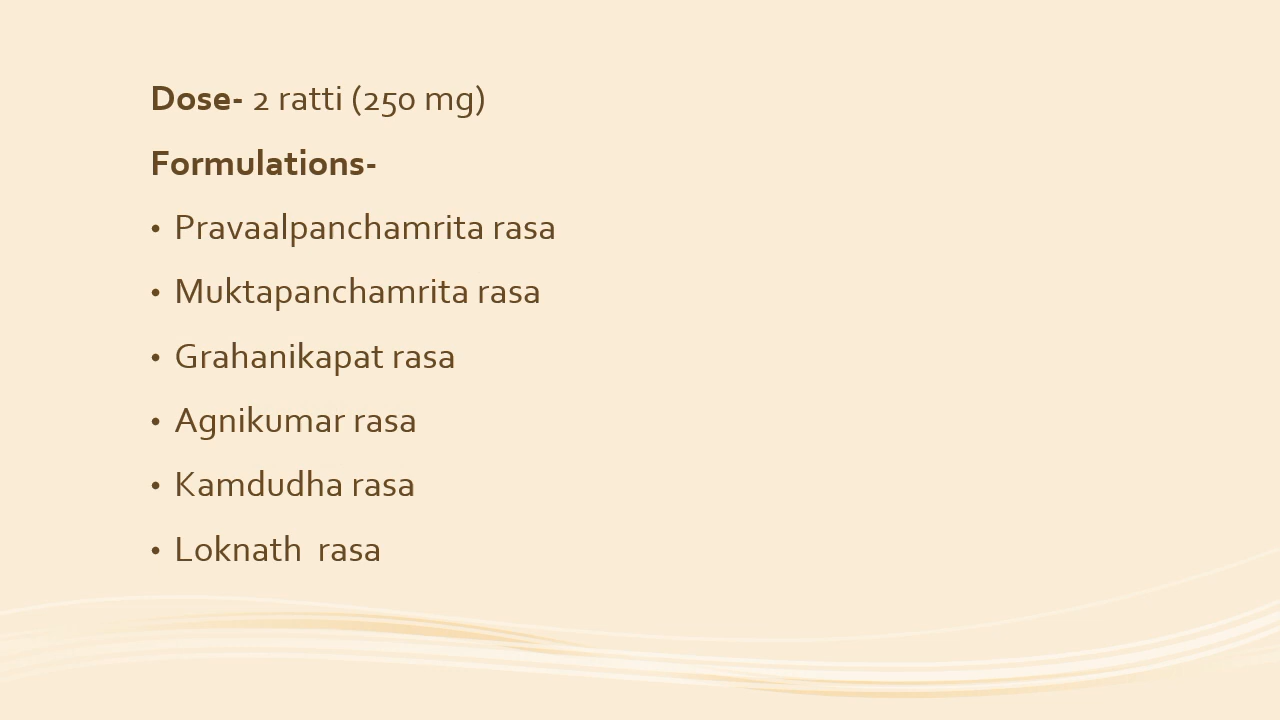 Dose- 2 ratti (250 mg)
Formulations-
• Pravaalpanchamrita rasa
• Muktapanchamrita rasa
• Grahanikapat rasa
• Agnikumar rasa
• Kamdudha rasa
• Loknath  rasa